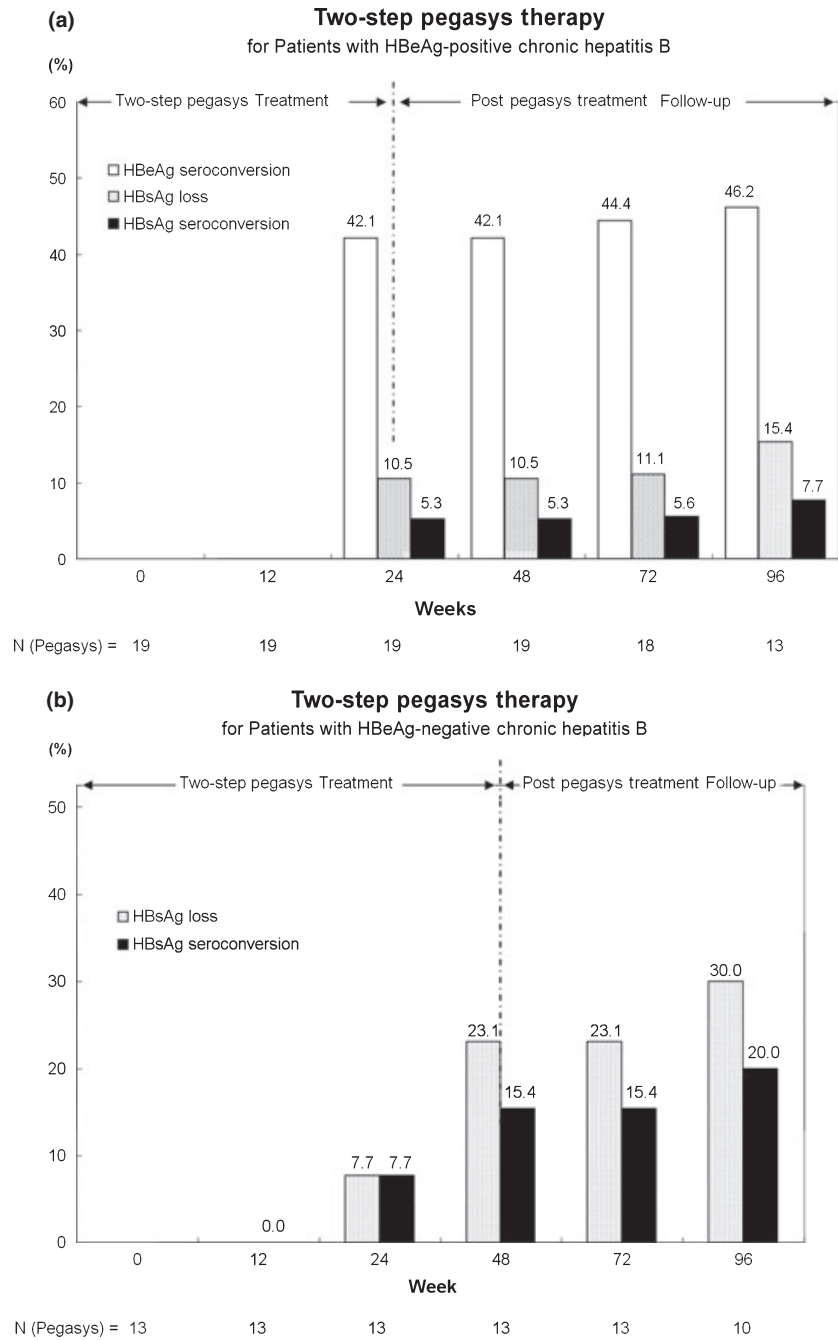 (a)
Two-step pegasys therapy
for Patients with HBeAg-positive chronic hepatitis B
(%)
Two-step pegasys Treatment
Post pegasys treatment Follow-up
60
50
40
30
20
10
0
HBeAg seroconversion
HBsAg loss
HBsAg seroconversion
42.1
10.5
5.3
42.1
10.5
5.3
44.4
11.1
5.6
46.2
15.4
7.7
0 12 24 48 72 96
Weeks
N (Pegasys) = 19 19 19 19 18 13
(b)
Two-step pegasys therapy
for Patients with HBeAg-negative chronic hepatitis B
(%)
Two-step pegasys Treatment
Post pegasys treatment Follow-up
50
40
30
20
10
0
HBsAg loss
HBsAg seroconversion
0.0
7.7 7.7
23.1
15.4
23.1
15.4
30.0
20.0
0 12 24 48 72 96
Week
N (Pegasys) = 13 13 13 13 13 10